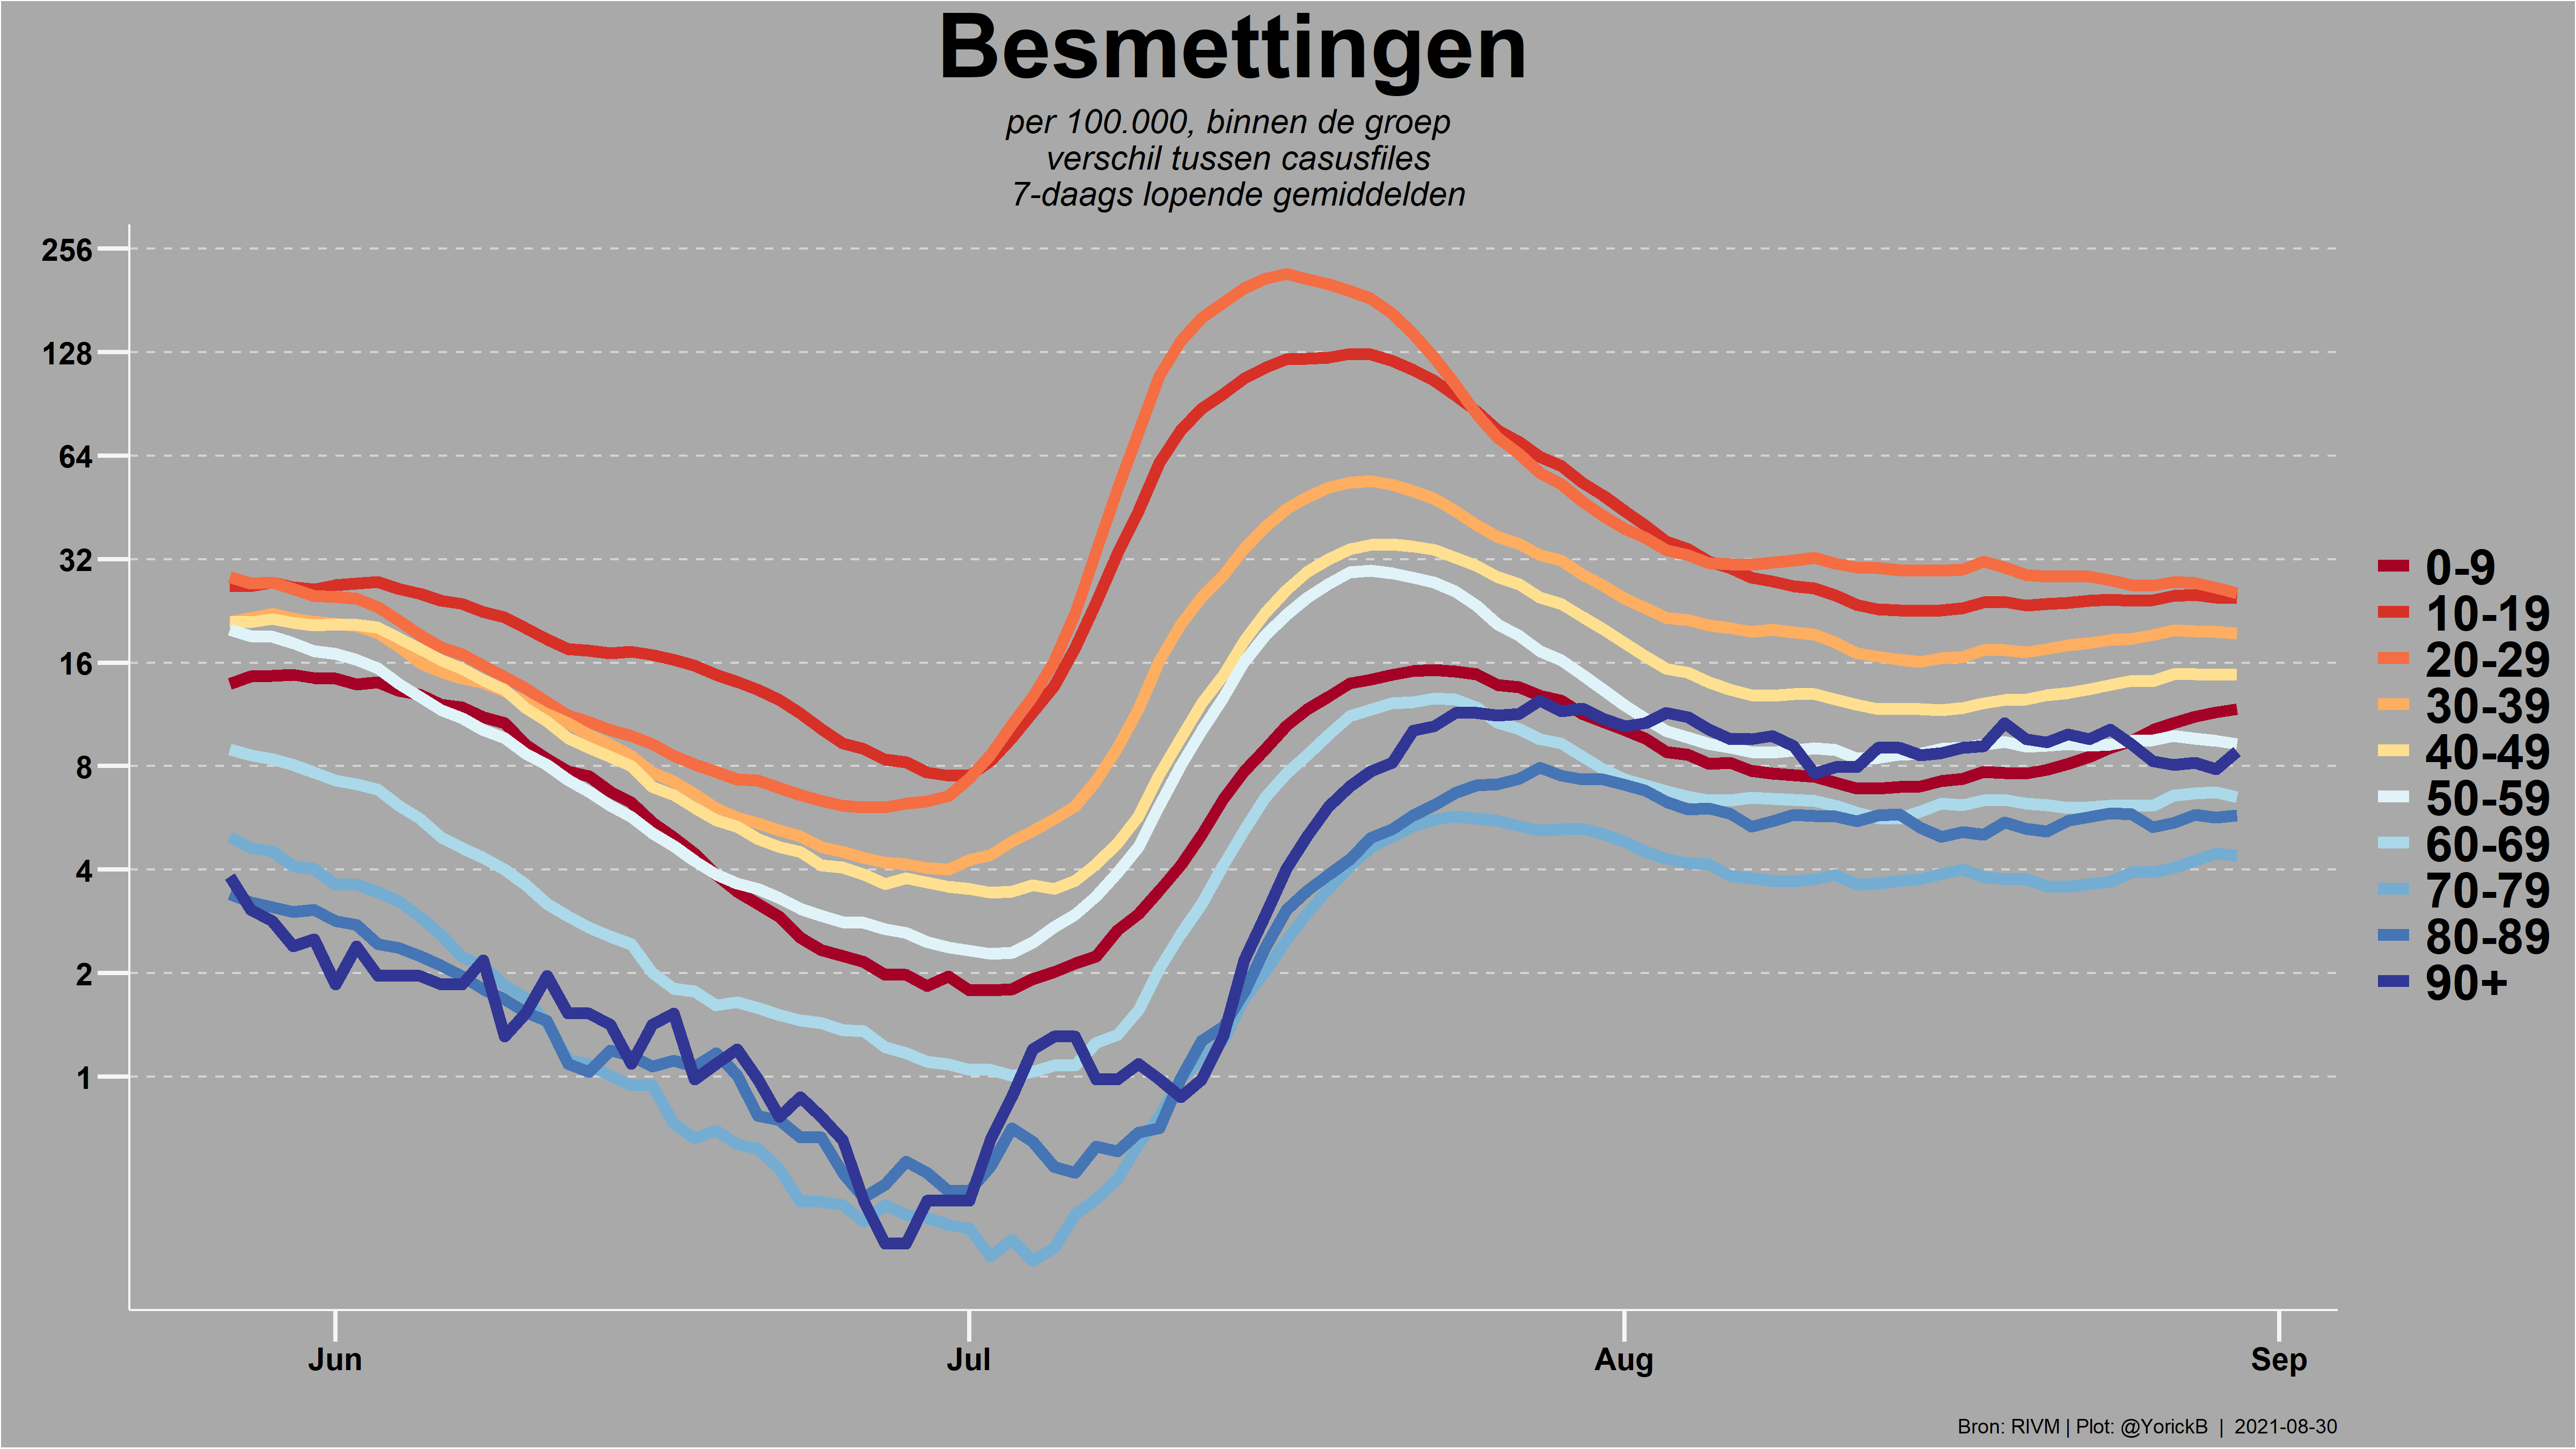 Besmettingen
per 100.000, binnen de groep
verschil tussen casusfiles
7-daags lopende gemiddelden
256
128
64
32
16
8
4
2
1
Jun
Jul
Aug
Sep
0-9
10-19
20-29
30-39
40-49
50-59
60-69
70-79
80-89
90+
Bron: RIVM | Plot: @YorickB | 2021-08-30